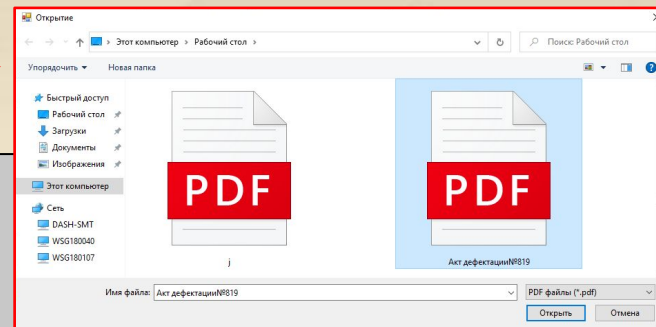 Открытие
Этот компьютер › Рабочий стол ›
Поиск: Рабочий стол
Упорядочить
Новая папка
Быстрый доступ
Рабочий стол
Загрузки
Документы
Изображения
Этот компьютер
Сеть
DASH-SMT
WSG180040
WSG180107
PDF
PDF
j
Акт дефектации№819
Имя файла:
Акт дефектации№819
PDF файлы (*.pdf)
Открыть
Отмена